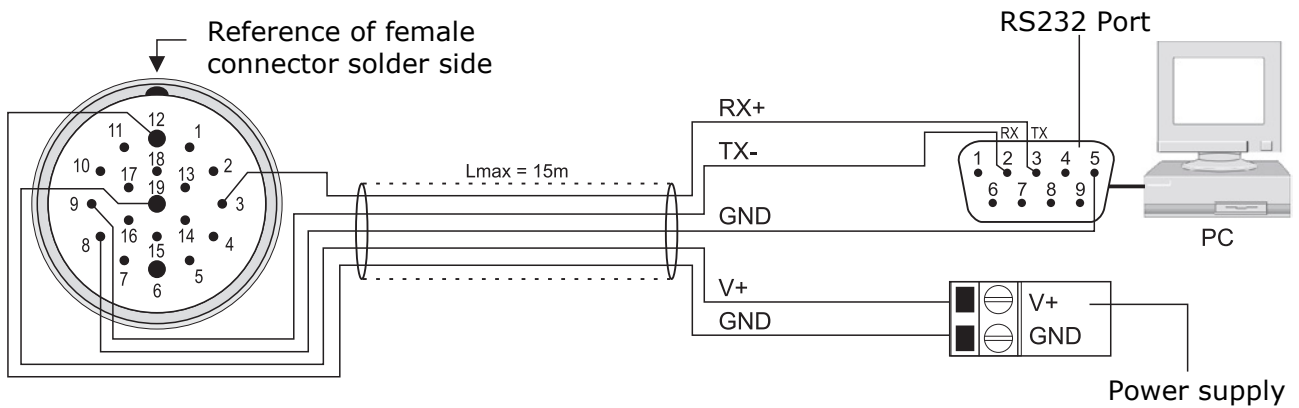 RS232 Port
Reference of female
connector solder side
12
11 1
10 18 2
17 13
19
9 3
16 14
8 15 4
7 5
6
Lmax = 15m
RX+
TX-
GND
V+
GND
RX TX
1 2 3 4 5
6 7 8 9
PC
V+
GND
Power supply